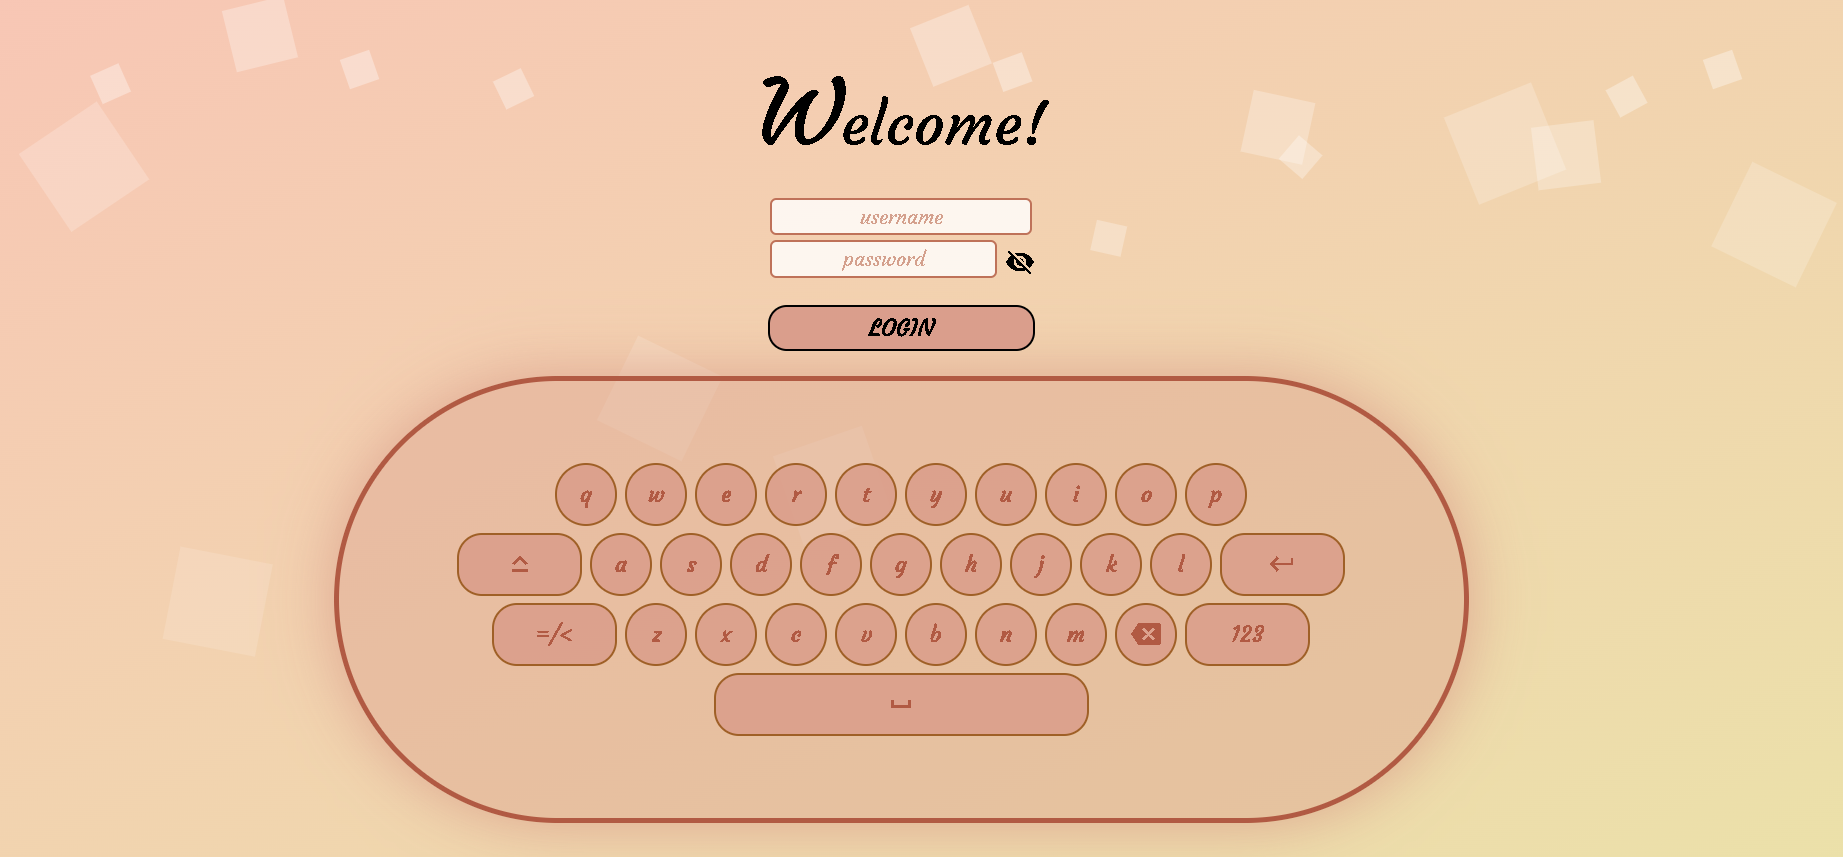 Welcome!
username
password
LOGIN
q w e r t y u i o p
a s d f g h j k l
=/< z x c v b n m 123